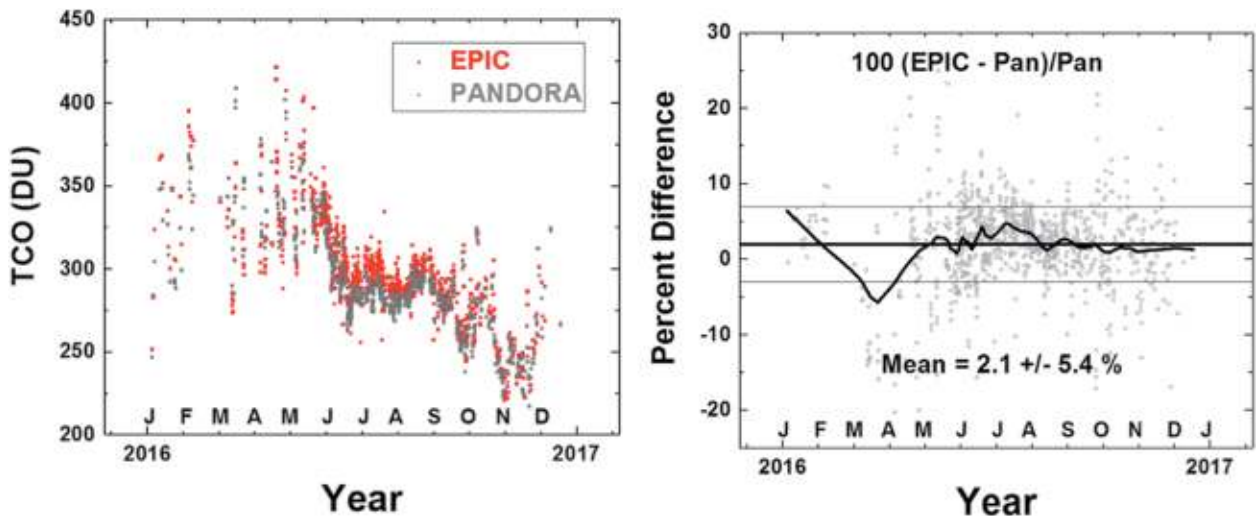 450
400
350
300
250
200
TCO (DU)
EPIC
PANDORA
J F M A M J J A S O N D
2016 2017
Year
30
20
10
0
-10
-20
Percent Difference
100 (EPIC - Pan)/Pan
Mean = 2.1 +/- 5.4 %
J F M A M J J A S O N D J
2016 2017
Year